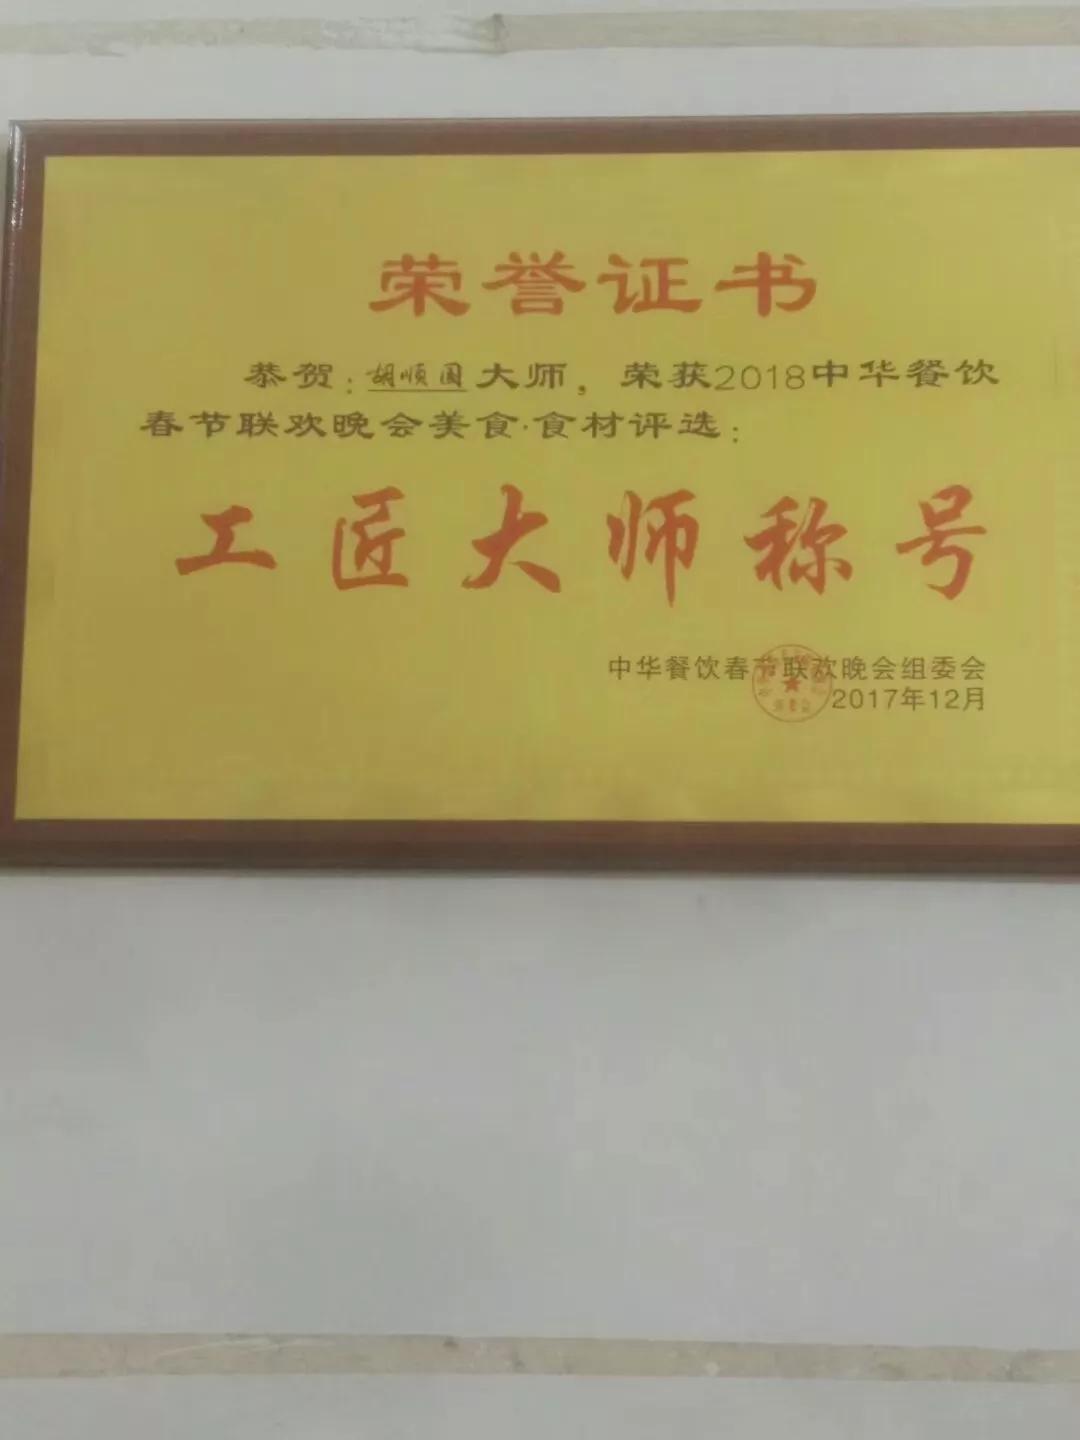 荣誉证书
恭贺:胡顺国大师，荣获2018中华餐饮
春节联欢晚会美食·食材评选:
工匠大师称号
中华餐饮春节联欢晚会组委会
2017年12月
组委会